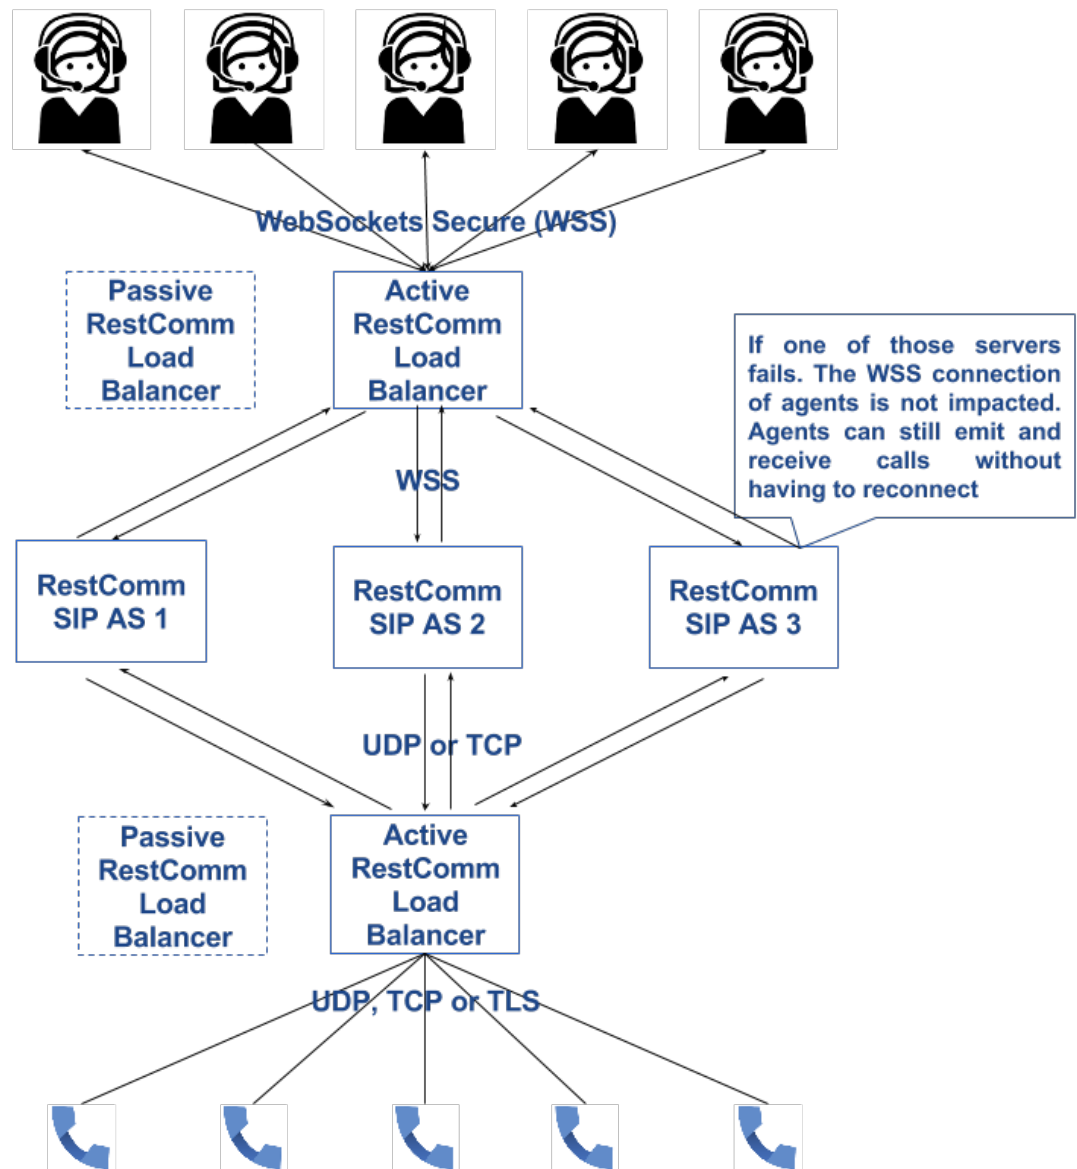 WebSockets Secure (WSS)
Passive
RestComm
Load
Balancer
Active
RestComm
Load
Balancer
If one of those servers
fails. The WSS connection
of agents is not impacted.
Agents can still emit and
receive calls without
having to reconnect
WSS
RestComm
SIP AS 1
RestComm
SIP AS 2
RestComm
SIP AS 3
UDP or TCP
Passive
RestComm
Load
Balancer
Active
RestComm
Load
Balancer
UDP, TCP or TLS